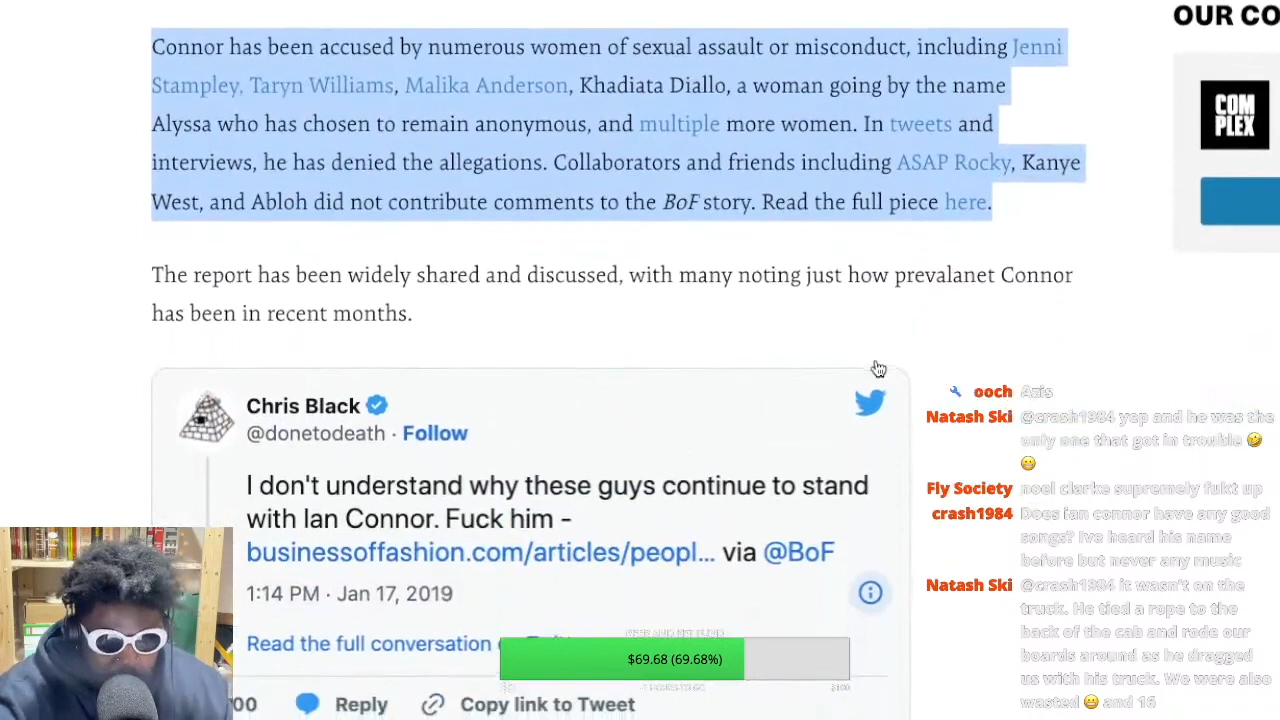 OUR CO
Connor has been accused by numerous women of sexual assault or misconduct, including Jenni
Stampley, Taryn Williams, Malika Anderson, Khadiata Diallo, a woman going by the name
Alyssa who has chosen to remain anonymous, and multiple more women. In tweets and
interviews, he has denied the allegations. Collaborators and friends including ASAP Rocky, Kanye
West, and Abloh did not contribute comments to the BoF story. Read the full piece here.
COM
PLEX
The report has been widely shared and discussed, with many noting just how prevalanet Connor
has been in recent months.
Chris Black
@donetodeath · Follow
I don't understand why these guys continue to stand
with Ian Connor. Fuck him -
businessoffashion.com/articles/peopl... via @BoF
1:14 PM · Jan 17, 2019
Read the full conversation
00 Reply Copy link to Tweet
$69.68 (69.68%)
$100
ooch Azis
Natash Ski @crash1984 yep and he was the
only one that got in trouble 🤣
😬
Fly Society noel clarke supremely fukt up
crash1984 Does ian connor have any good
songs? Ive heard his name
before but never any music
Natash Ski @crash1984 it wasn't on the
truck. He tied a rope to the
back of the cab and rode our
boards around as he dragged
us with his truck. We were also
wasted 😬 and 16